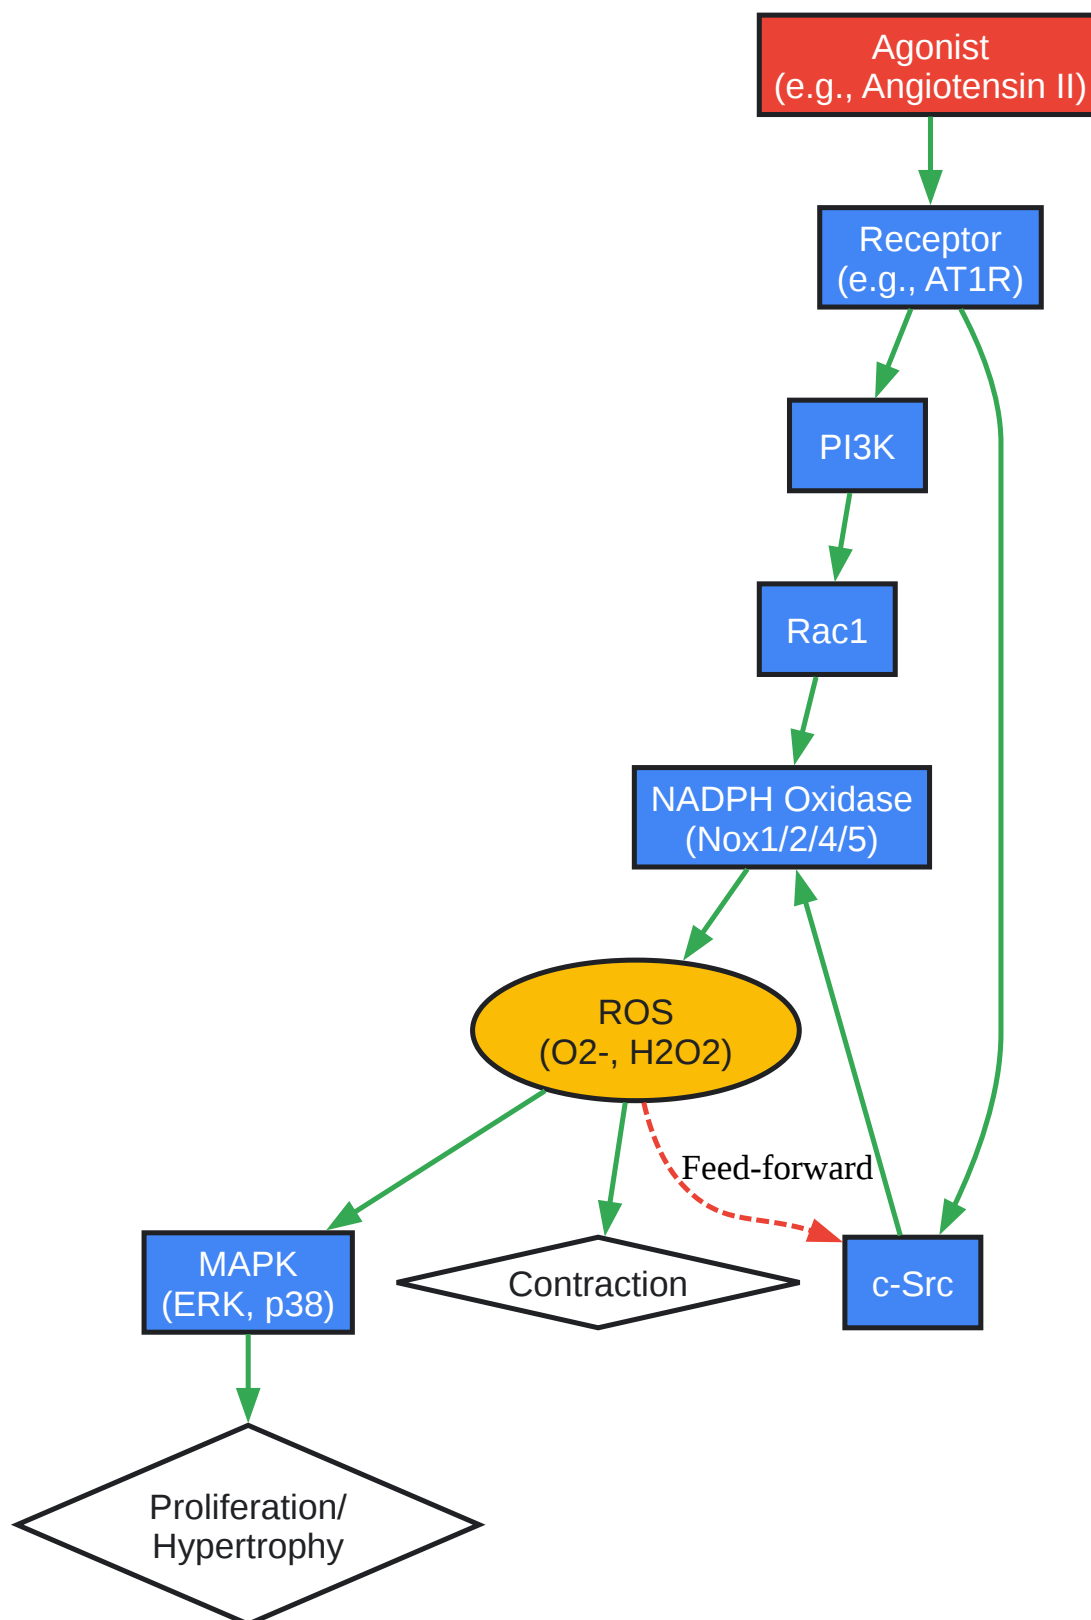 Agonist
(e.g., Angiotensin II)
Receptor
(e.g., AT1R)
PI3K
Rac1
NADPH Oxidase
(Nox1/2/4/5)
ROS
(O2-, H2O2)
Feed-forward
MAPK
(ERK, p38)
Contraction
c-Src
Proliferation/
Hypertrophy